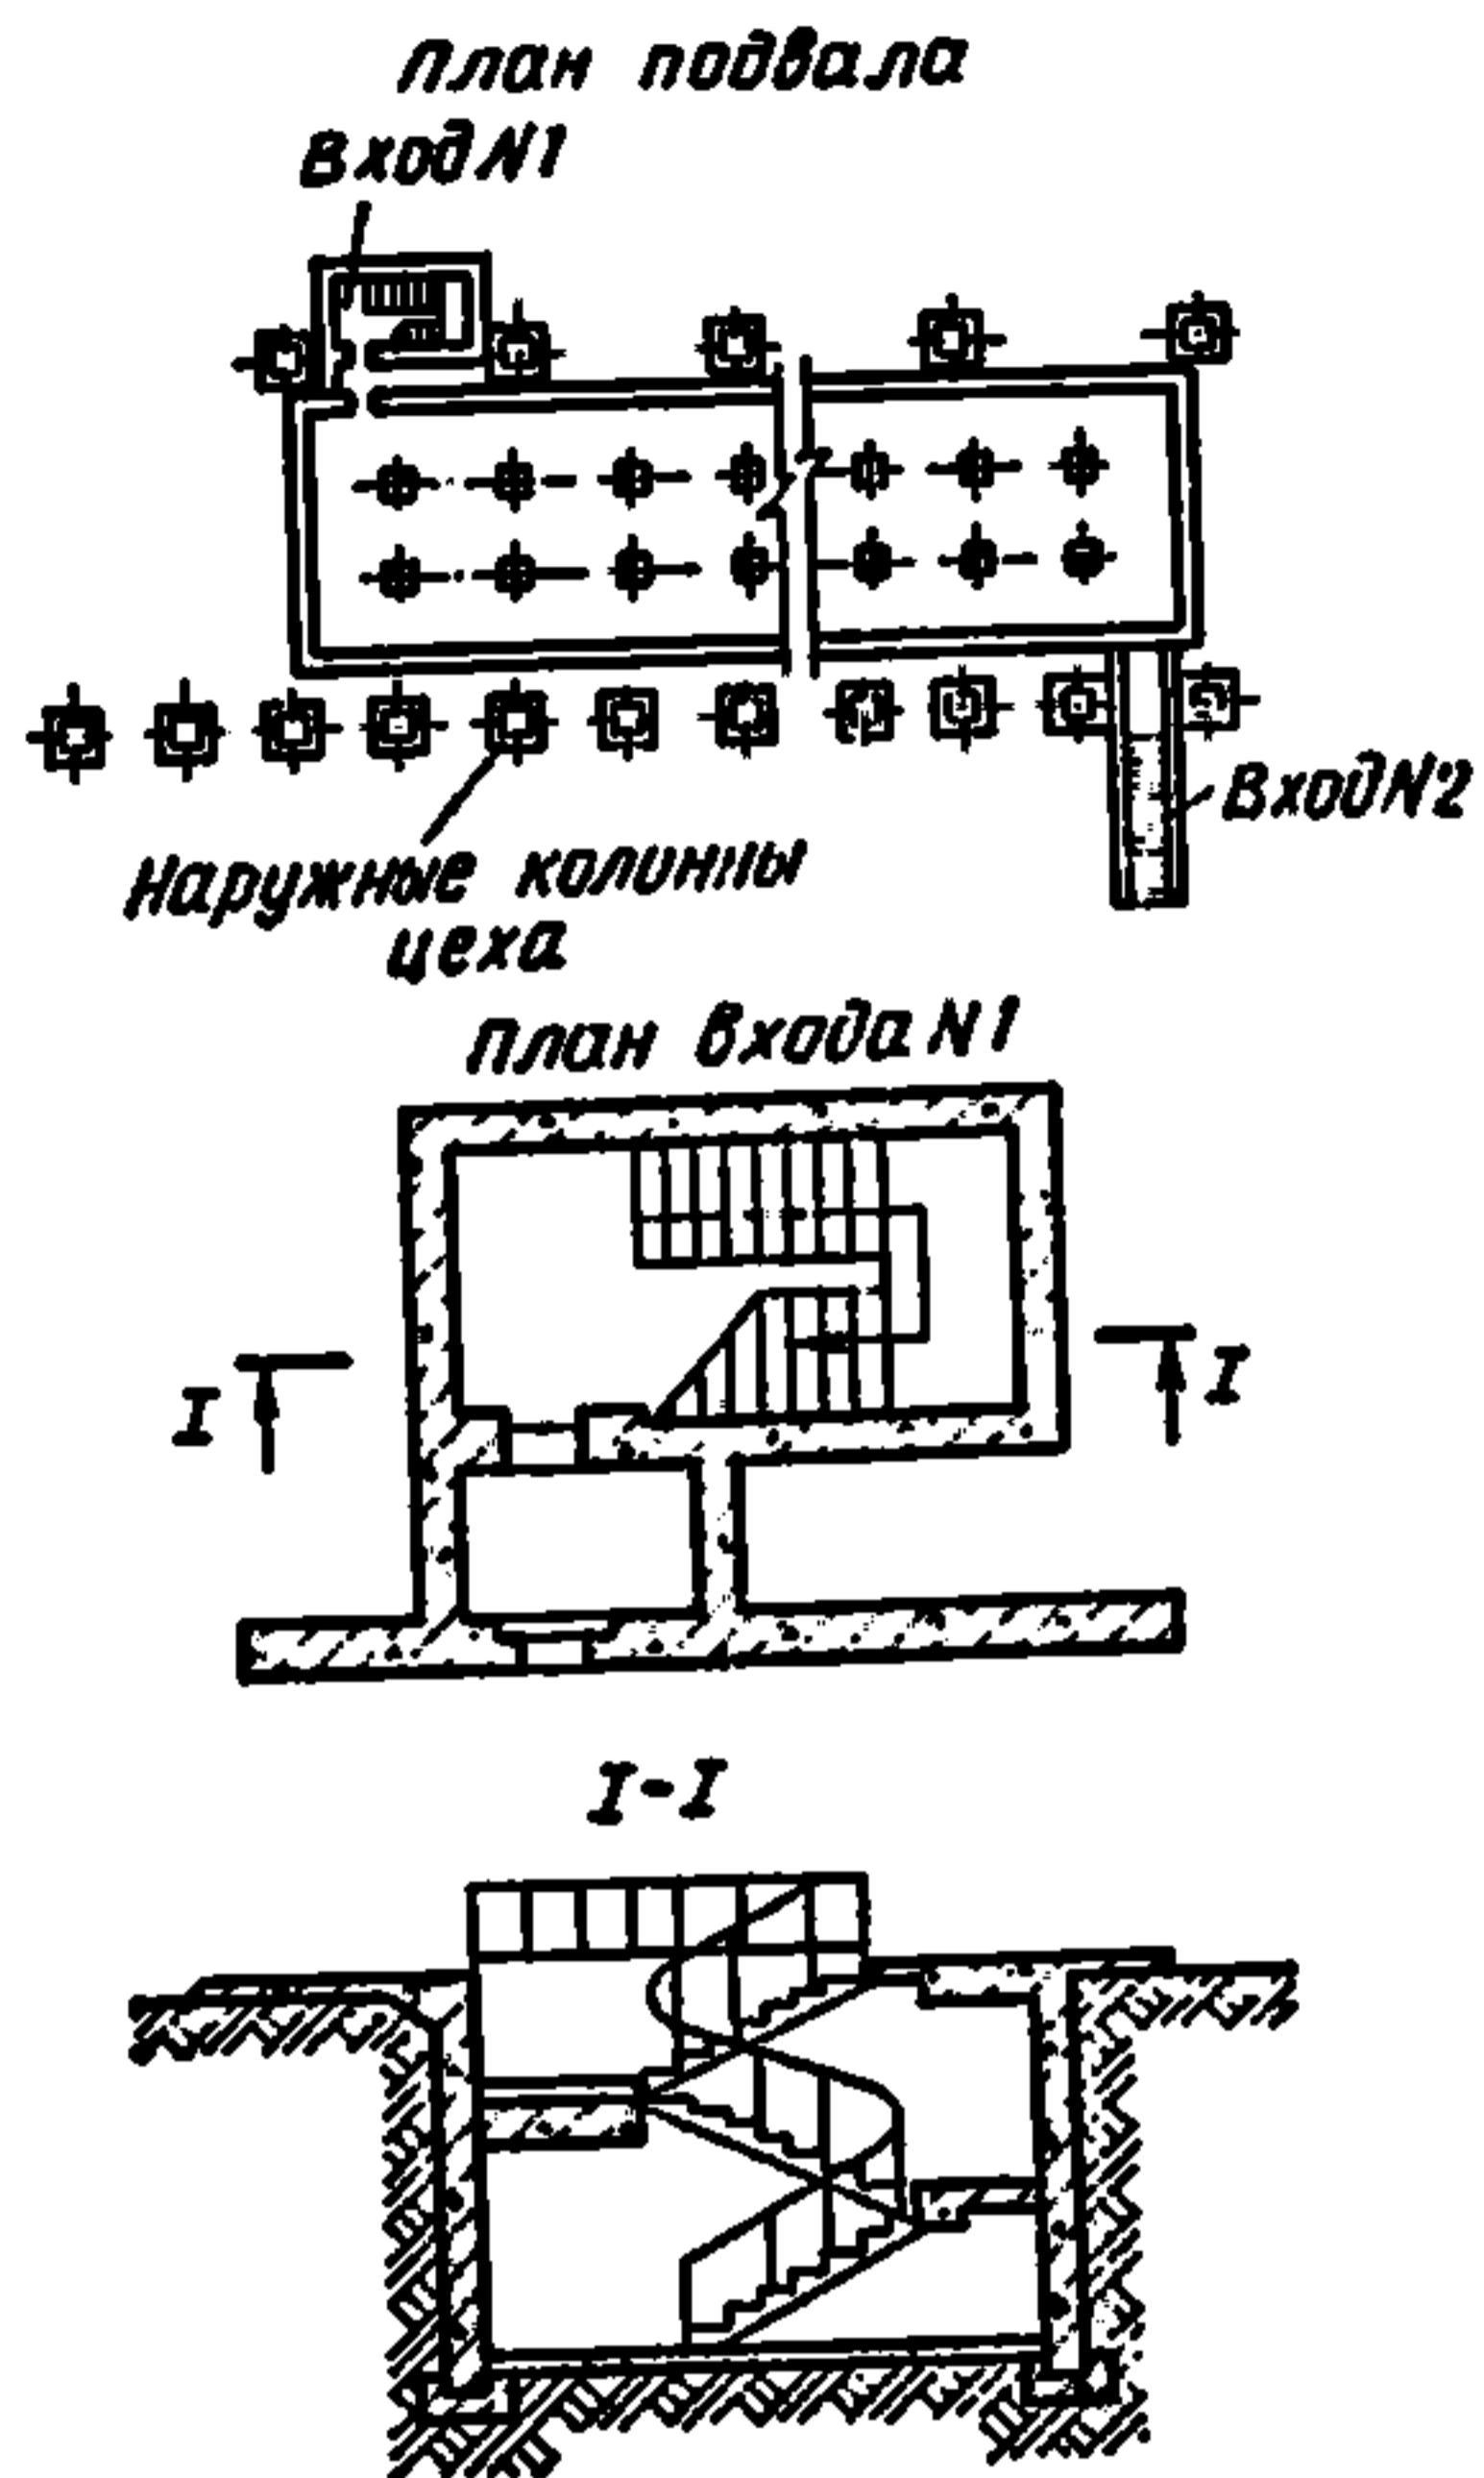 План подвала
Вход N1
Вход N2
Наружные колонны
цеха
План входа N1
I
I
I-I